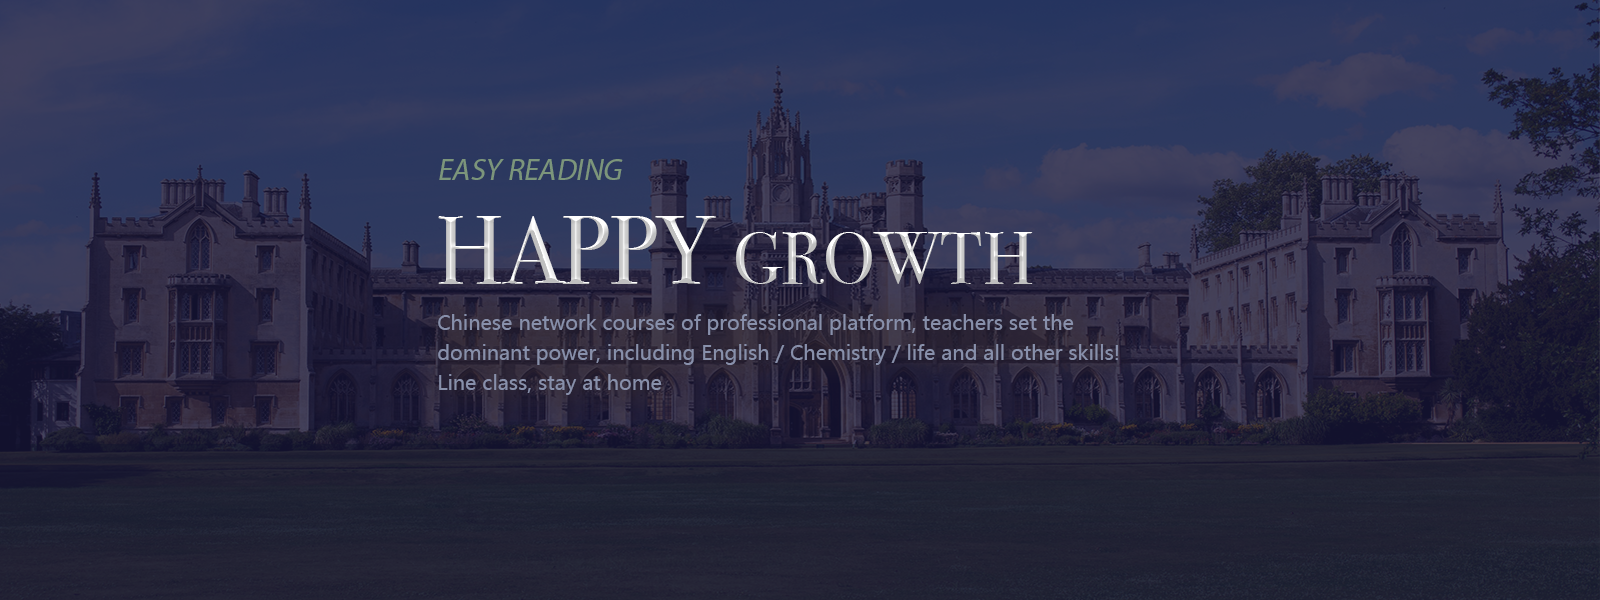 EASY READING
HAPPY GROWTH
Chinese network courses of professional platform, teachers set the
dominant power, including English / Chemistry / life and all other skills!
Line class, stay at home